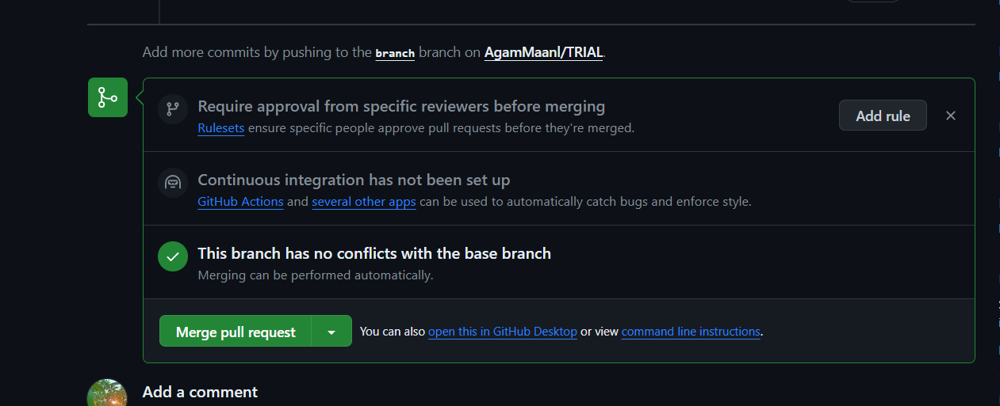 Add more commits by pushing to the branch branch on AgamMaanl/TRIAL.
Require approval from specific reviewers before merging
Rulesets ensure specific people approve pull requests before they're merged.
Add rule
Continuous integration has not been set up
GitHub Actions and several other apps can be used to automatically catch bugs and enforce style.
This branch has no conflicts with the base branch
Merging can be performed automatically.
Merge pull request
You can also open this in GitHub Desktop or view command line instructions.
Add a comment